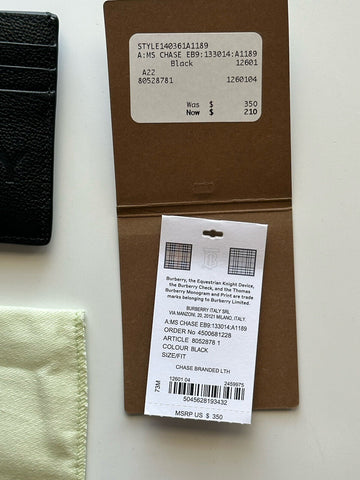 STYLE140361A1189
A:MS CHASE EB9:133014:A1189
Black 12601
A22
80528781 1260104
Was $ 350
Now $ 210
Burberry, the Equestrian Knight Device,
the Burberry Check, and the Thomas
Burberry Monogram and Print are trade
marks belonging to Burberry Limited.
BURBERRY ITALY SRL
VIA MANZONI, 20, 20121 MILANO, ITALY.
A:MS CHASE EB9:133014:A1189
ORDER No 4500681228
ARTICLE 8052878 1
COLOUR BLACK
SIZE/FIT
CHASE BRANDED LTH
73M
12601 04 2459975
5045628193432
MSRP US $ 350